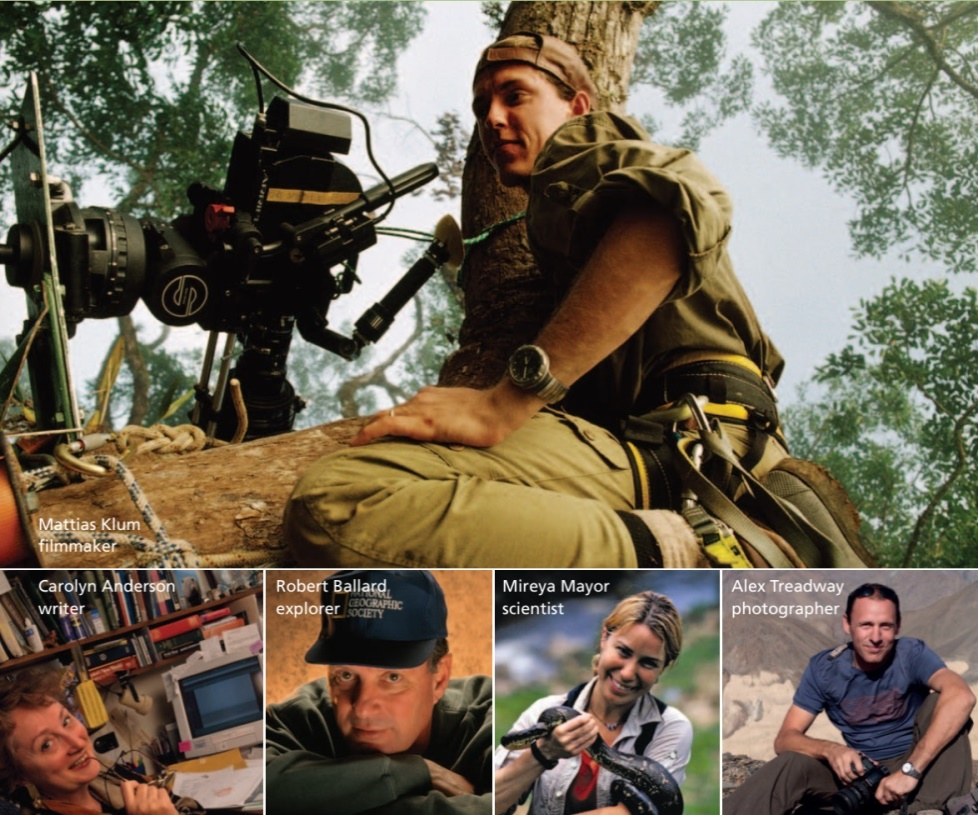 Mattias Klum
filmmaker
Carolyn Anderson
writer
Robert Ballard
explorer
NATIONAL
GEOGRAPHIC
SOCIETY
Mireya Mayor
scientist
Alex Treadway
photographer